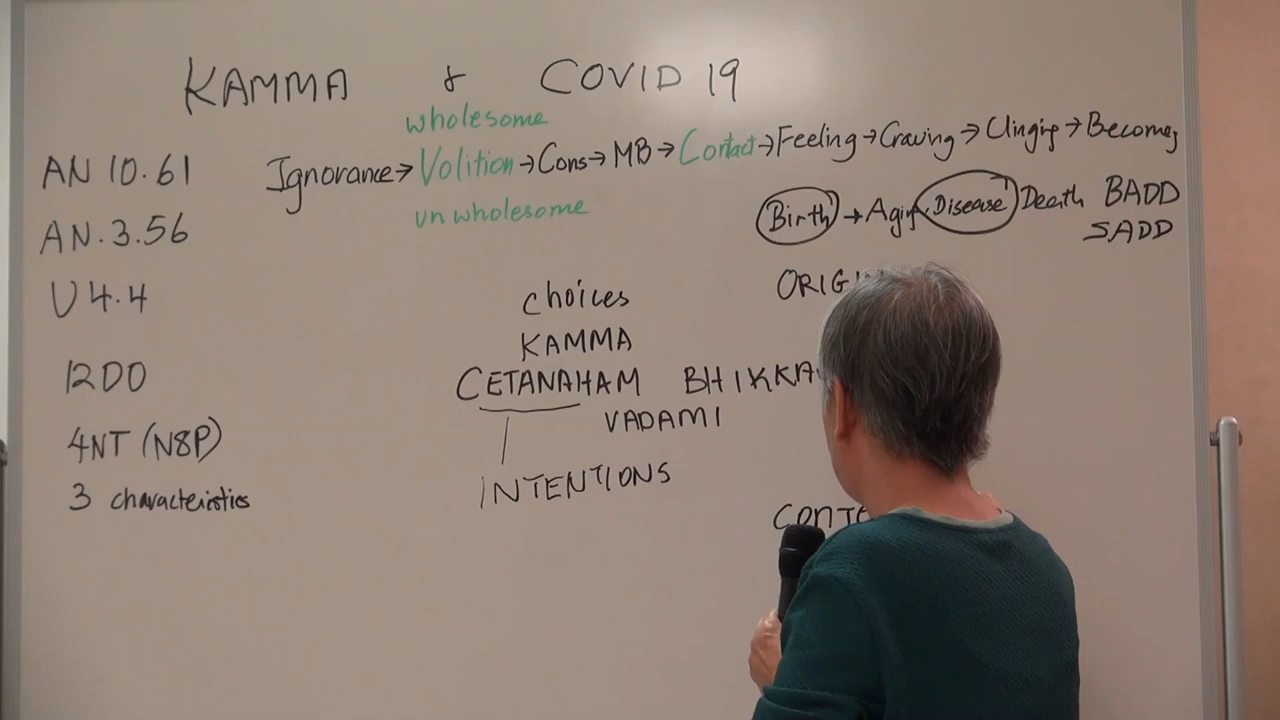 KAMMA & COVID 19
wholesome
AN 10.61 Ignorance → Volition → Cons → MB → Contact → Feeling → Craving → Clinging → Becoming
unwholesome
Birth → Aging, Disease, Death BADD
AN.3.56 SADD
U 4.4 choices
KAMMA
12DO CETANAHAM
VADAMI
4NT (N8P)
INTENTIONS
3 characteristics